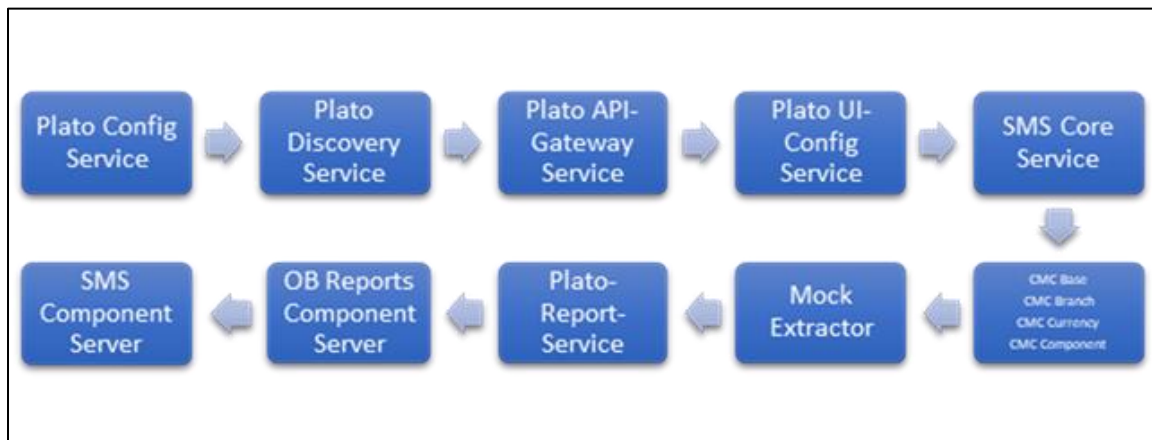 Plato Config
Service
Plato
Discovery
Service
Plato API-
Gateway
Service
Plato UI-
Config
Service
SMS Core
Service
CMC Base
CMC Branch
CMC Currency
CMC Component
Mock
Extractor
Plato-
Report-
Service
OB Reports
Component
Server
SMS
Component
Server